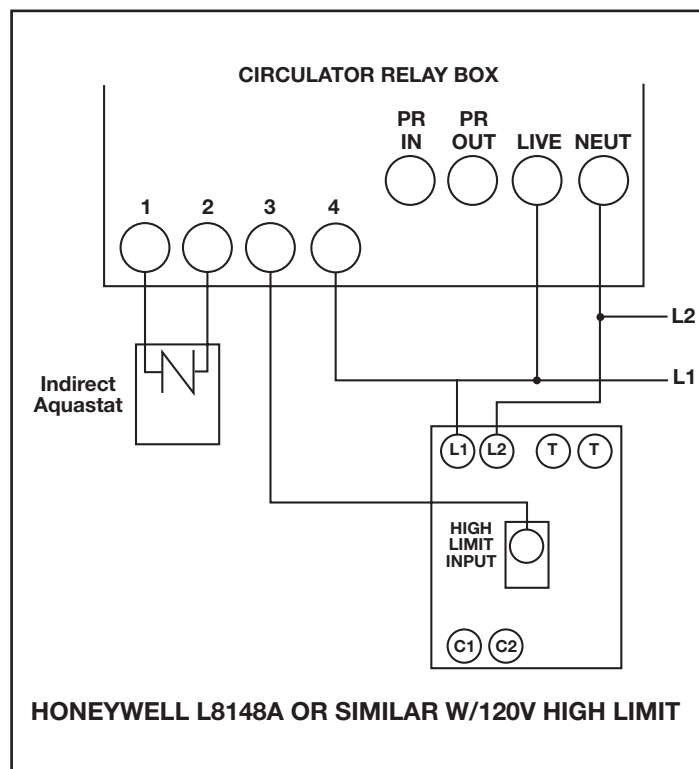 CIRCULATOR RELAY BOX
PR IN
PR OUT
LIVE
NEUT
1
2
3
4
L2
L1
Indirect
Aquastat
L1
L2
T
T
HIGH
LIMIT
INPUT
C1
C2
HONEYWELL L8148A OR SIMILAR W/120V HIGH LIMIT